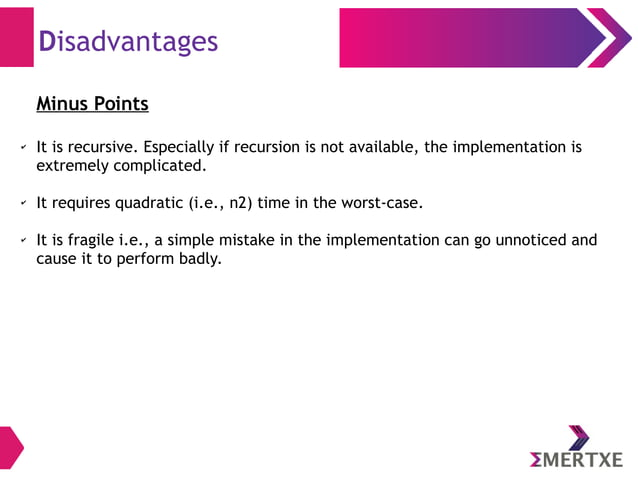 Disadvantages
Minus Points
✔ It is recursive. Especially if recursion is not available, the implementation is
extremely complicated.
✔ It requires quadratic (i.e., n2) time in the worst-case.
✔ It is fragile i.e., a simple mistake in the implementation can go unnoticed and
cause it to perform badly.
EMERTXE